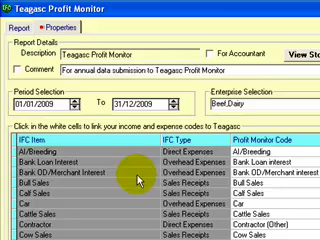 IFC Teagasc Profit Monitor
Report Properties
Report Details
Description Teagasc Profit Monitor For Accountant View Sto
Comment For annual data submission to Teagasc Profit Monitor
Period Selection Enterprise Selection
01/01/2009 To 31/12/2009 Beef,Dairy
Click in the white cells to link your income and expense codes to Teagasc
IFC Item IFC Type Profit Monitor Code
AI/Breeding Direct Expenses AI/Breeding
Bank Loan Interest Overhead Expenses Bank Loan interest
Bank OD/Merchant Interest Overhead Expenses Bank OD/Merchant Interest
Bull Sales Sales Receipts Bull Sales
Calf Sales Sales Receipts Calf Sales
Car Overhead Expenses Car
Cattle Sales Sales Receipts Cattle Sales
Contractor Direct Expenses Contractor (Other)
Cow Sales Sales Receipts Cow Sales